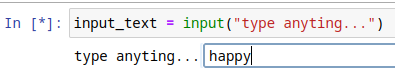 In [*]: input_text = input("type anyting...")
type anyting... happy